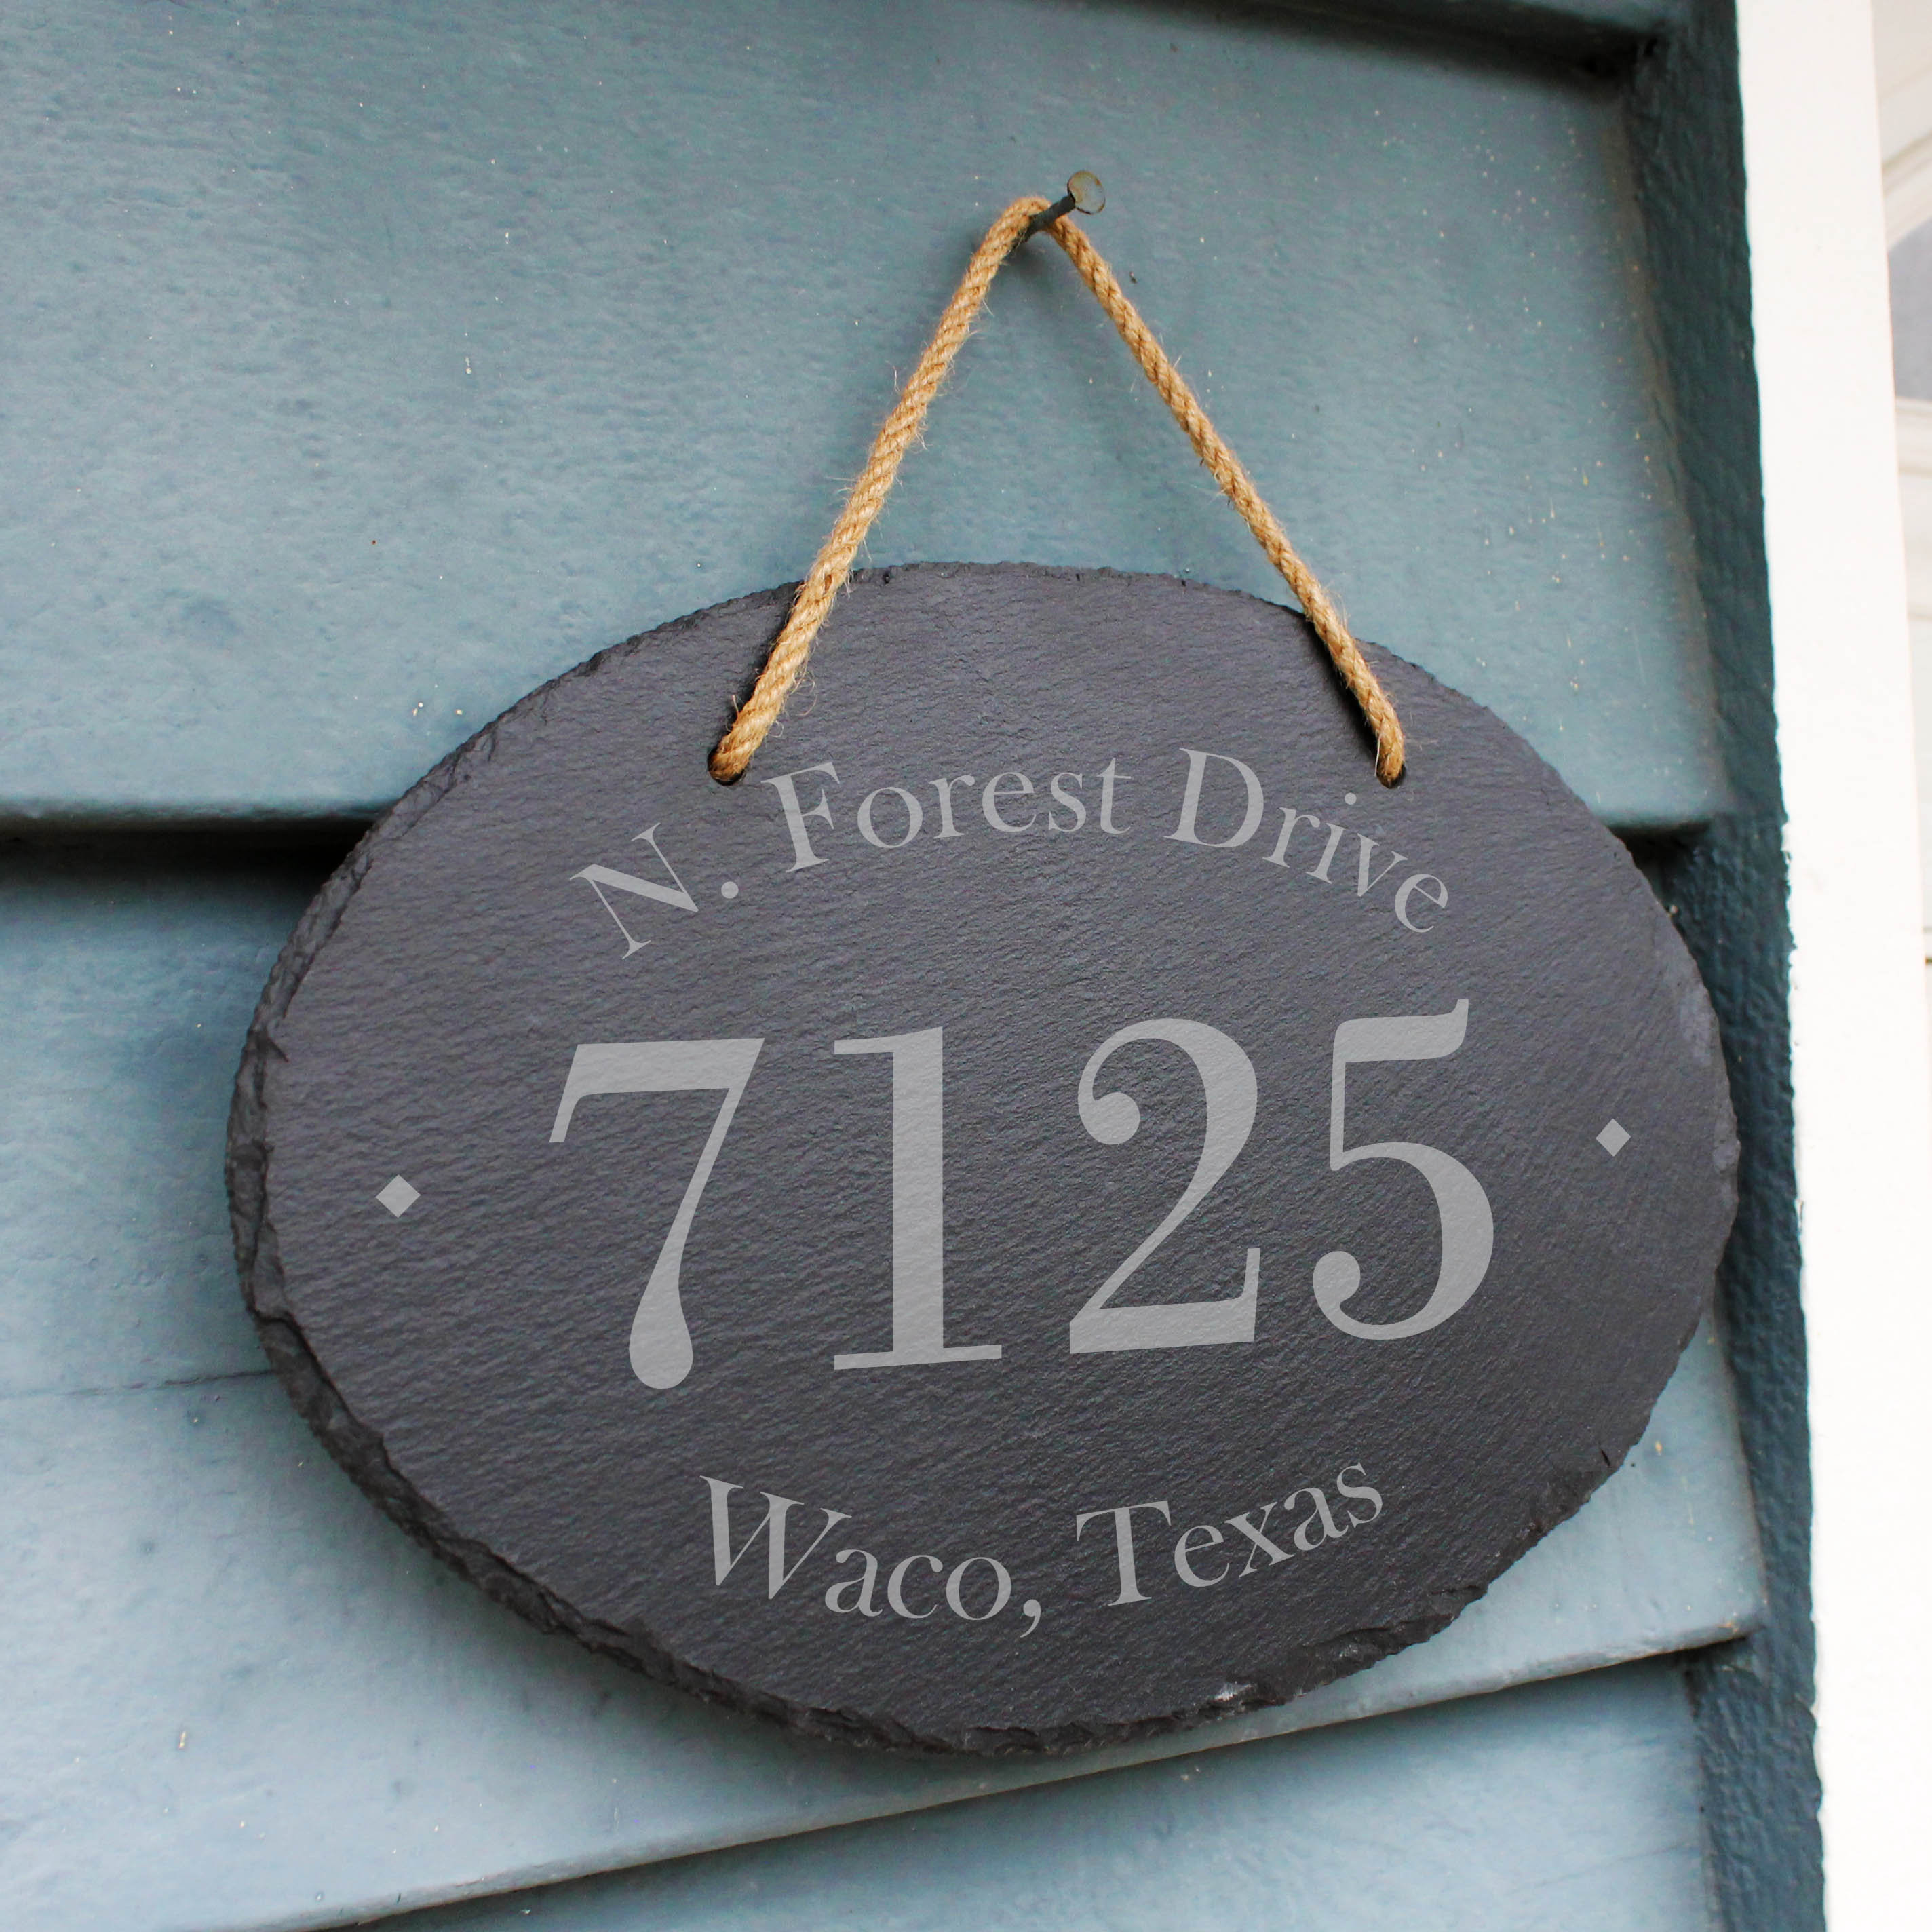 N. Forest Drive
7125
Waco, Texas